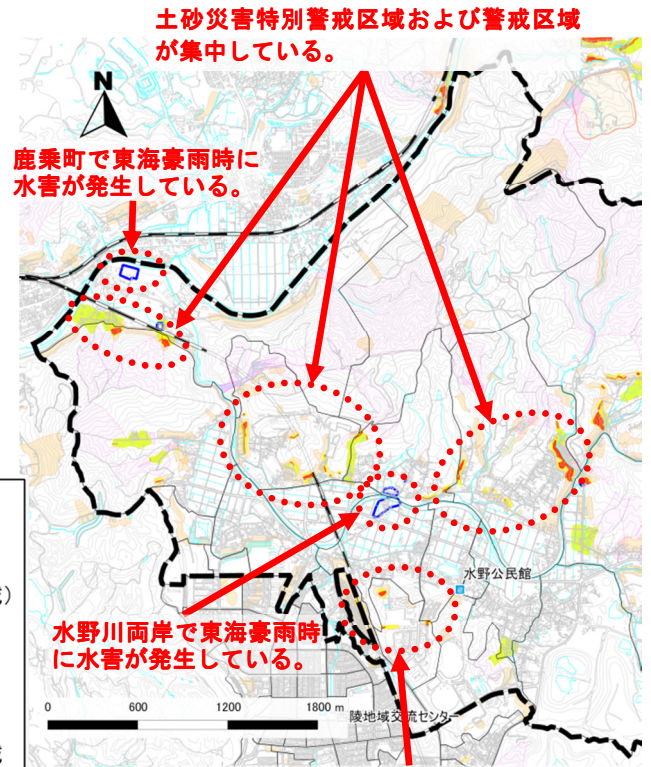 土砂災害特別警戒区域および警戒区域
が集中している。
N
鹿乗町で東海豪雨時に
水害が発生している。
水野公民館
水野川両岸で東海豪雨時
に水害が発生している。
0 600 1200 1800 m
陵地域交流センター